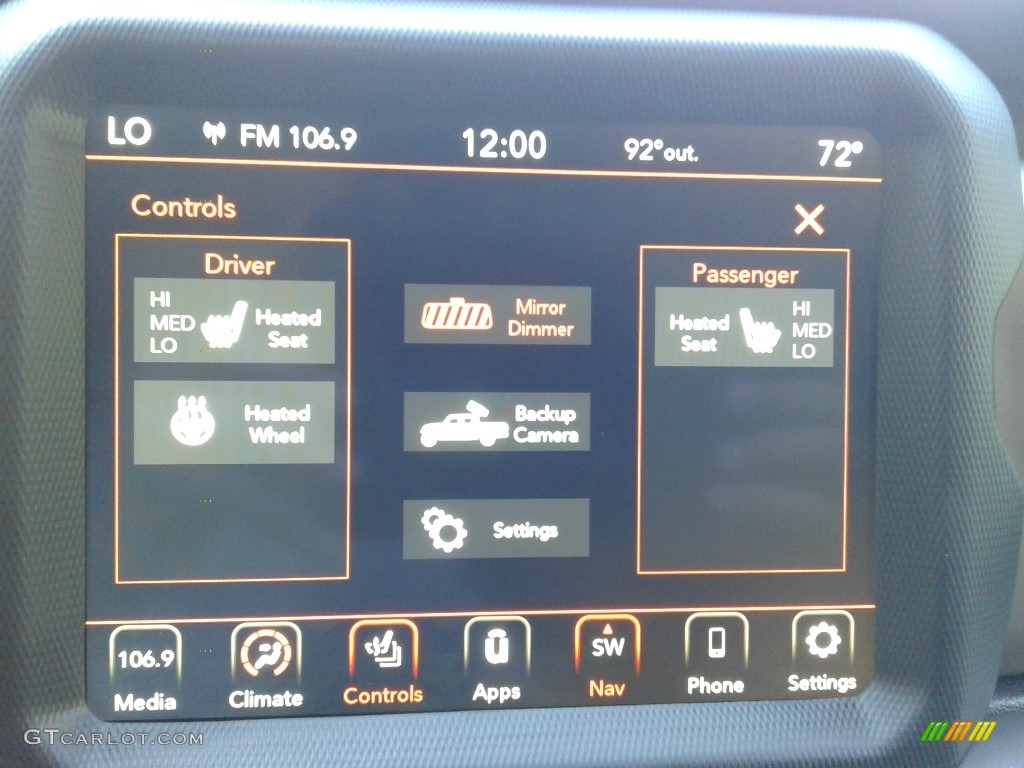 LO FM 106.9 12:00 92°out. 72°
Controls
Driver
HI
MED
LO
Heated
Seat
Heated
Wheel
Mirror
Dimmer
Backup
Camera
Settings
Passenger
Heated
Seat
HI
MED
LO
106.9 SW
Media Climate Controls Apps Nav Phone Settings
GTCARLOT.COM